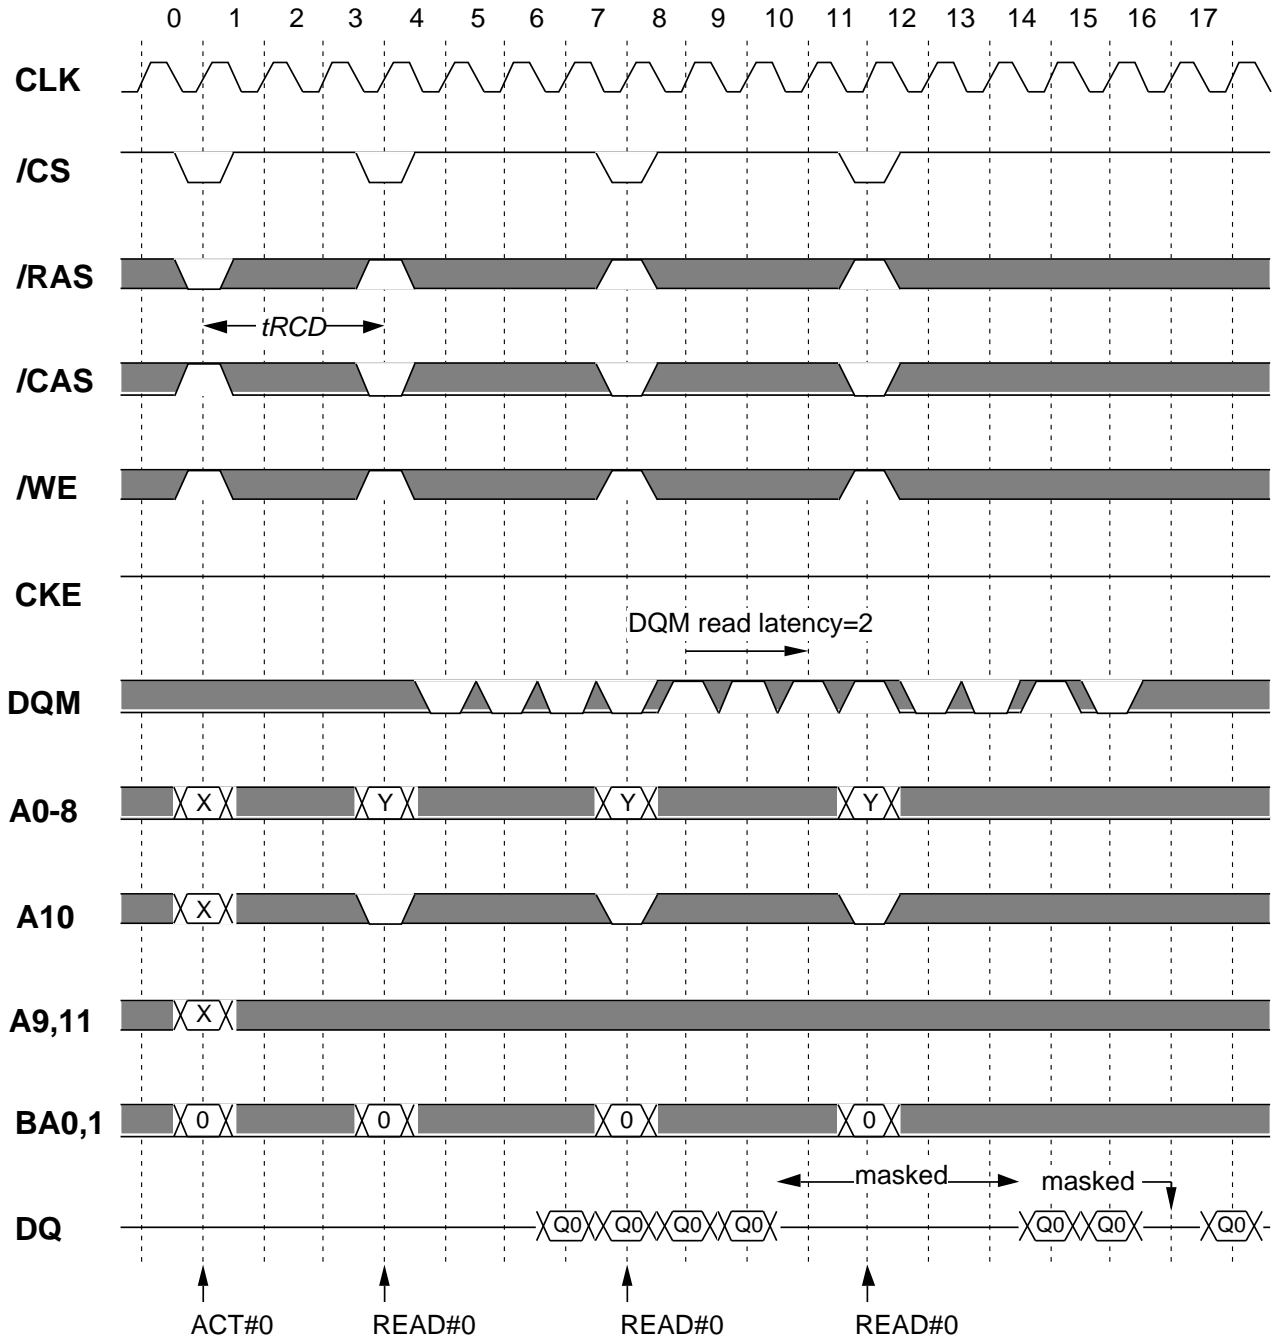 0 1 2 3 4 5 6 7 8 9 10 11 12 13 14 15 16 17
CLK
/CS
/RAS
tRCD
/CAS
/WE
CKE
DQM read latency=2
DQM
A0-8 X Y Y Y
A10 X
A9,11 X
BA0,1 0 0 0 0
masked masked
DQ Q0 Q0 Q0 Q0 Q0 Q0 Q0
ACT#0 READ#0 READ#0 READ#0